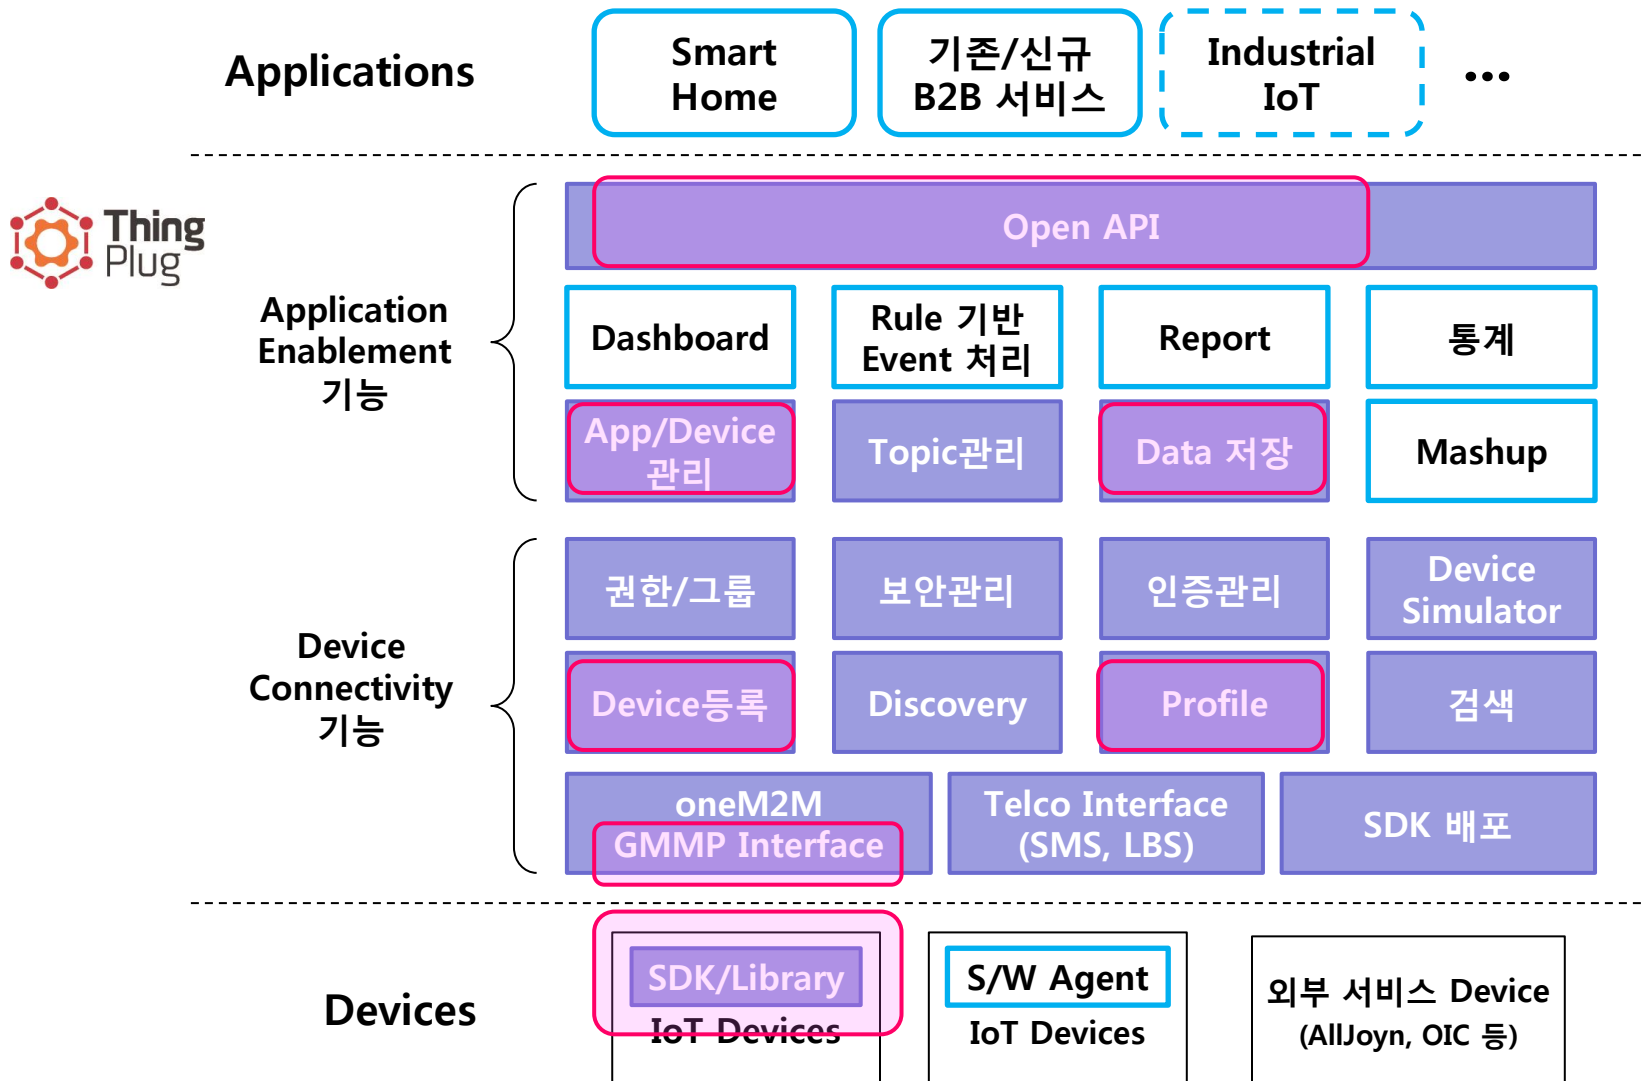 Applications
Smart
Home
기존/신규
B2B 서비스
Industrial
IoT
...
Thing
Plug
Application
Enablement
기능
Open API
Dashboard
Rule 기반
Event 처리
Report
통계
App/Device
관리
Topic관리
Data 저장
Mashup
Device
Connectivity
기능
권한/그룹
보안관리
인증관리
Device
Simulator
Device등록
Discovery
Profile
검색
oneM2M
GMMP Interface
Telco Interface
(SMS, LBS)
SDK 배포
Devices
SDK/Library
IoT Devices
S/W Agent
IoT Devices
외부 서비스 Device
(AllJoyn, OIC 등)